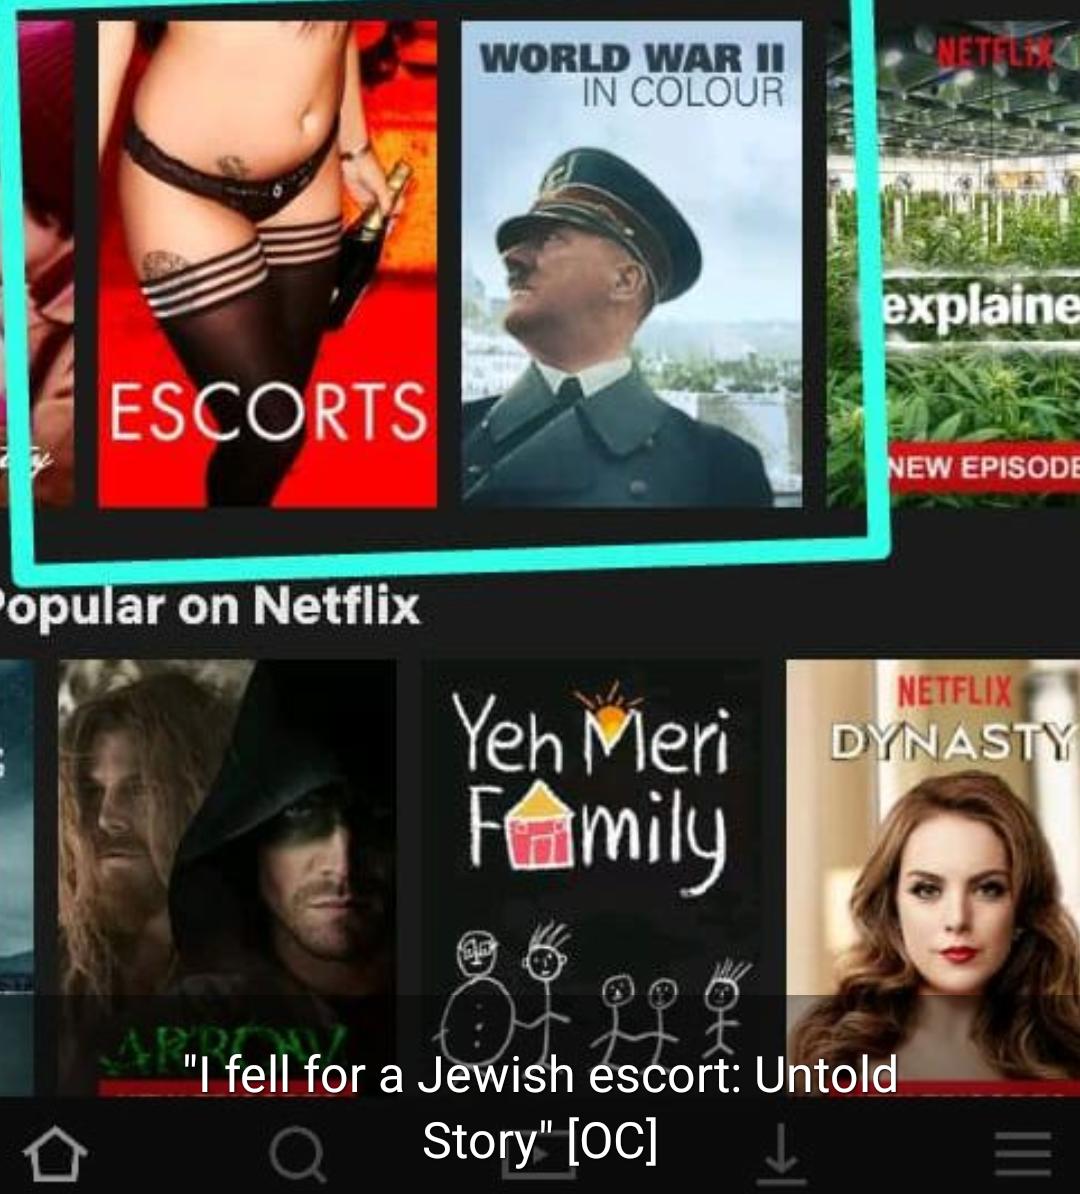 WORLD WAR II
IN COLOUR
NETFLIX
ESCORTS
explaine
NEW EPISODE
Popular on Netflix
Yeh Meri
Family
NETFLIX
DYNASTY
ARROW
"I fell for a Jewish escort: Untold
Story" [OC]